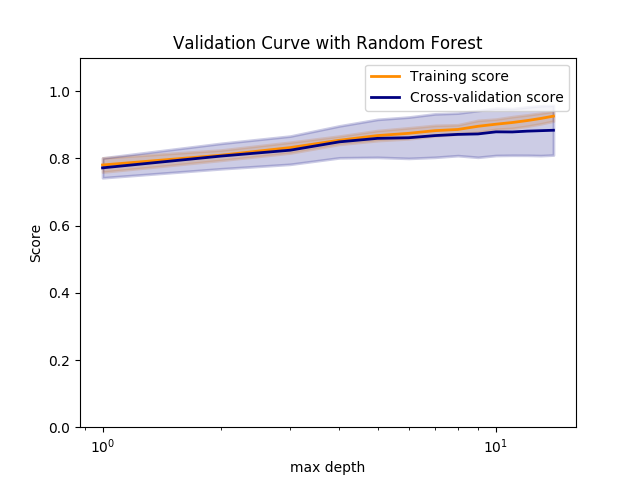 Validation Curve with Random Forest
Training score
Cross-validation score
1.0
0.8
0.6
0.4
0.2
0.0
Score
10^0
10^1
max depth